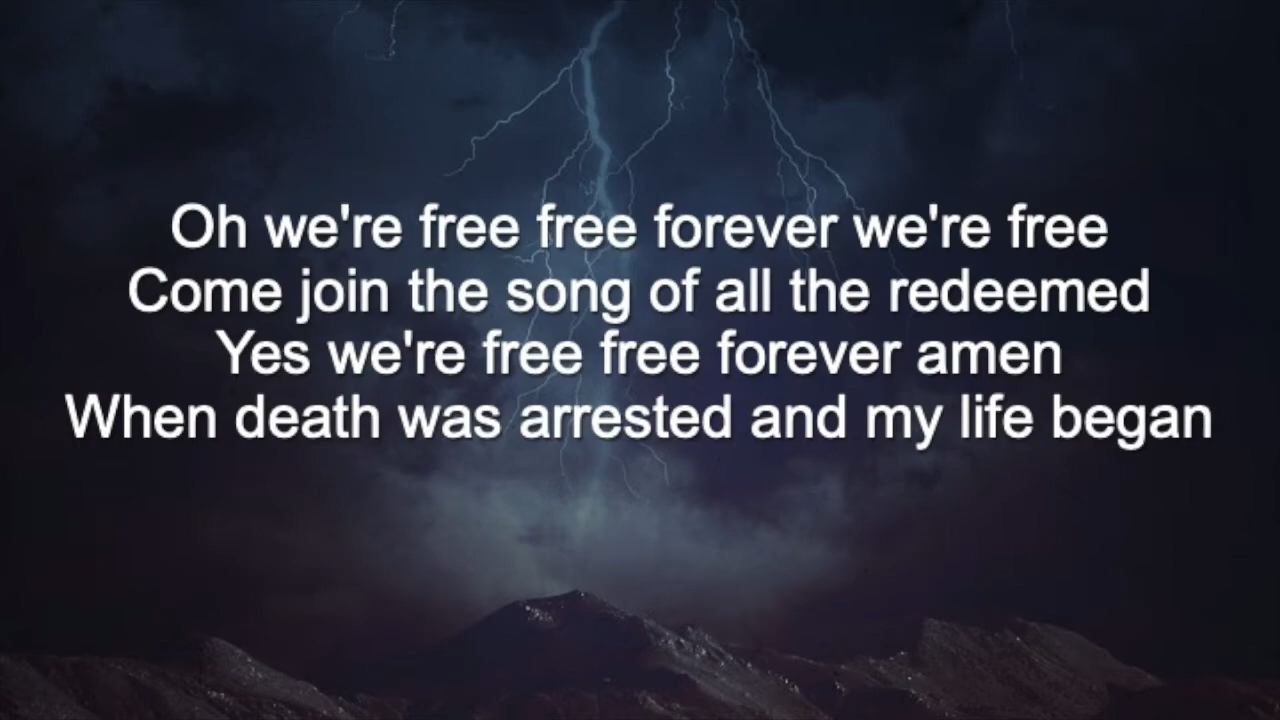 Oh we're free free forever we're free
Come join the song of all the redeemed
Yes we're free free forever amen
When death was arrested and my life began